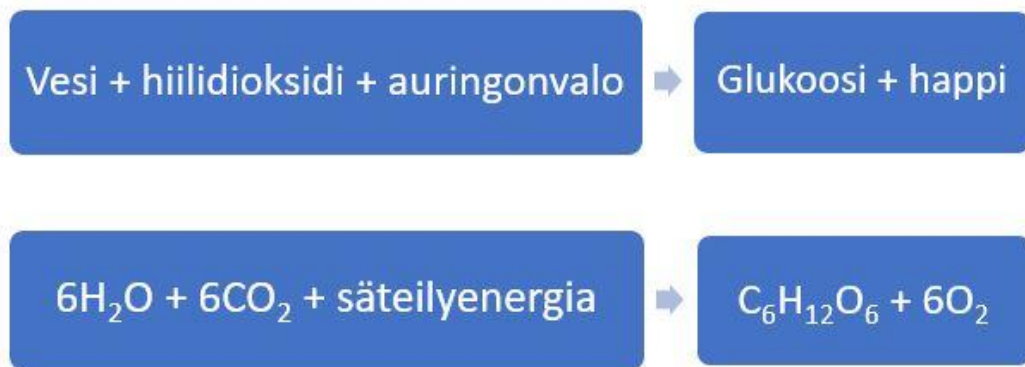 Vesi + hiilidioksidi + auringonvalo
Glukoosi + happi
6H₂O + 6CO₂ + säteilyenergia
C₆H₁₂O₆ + 6O₂